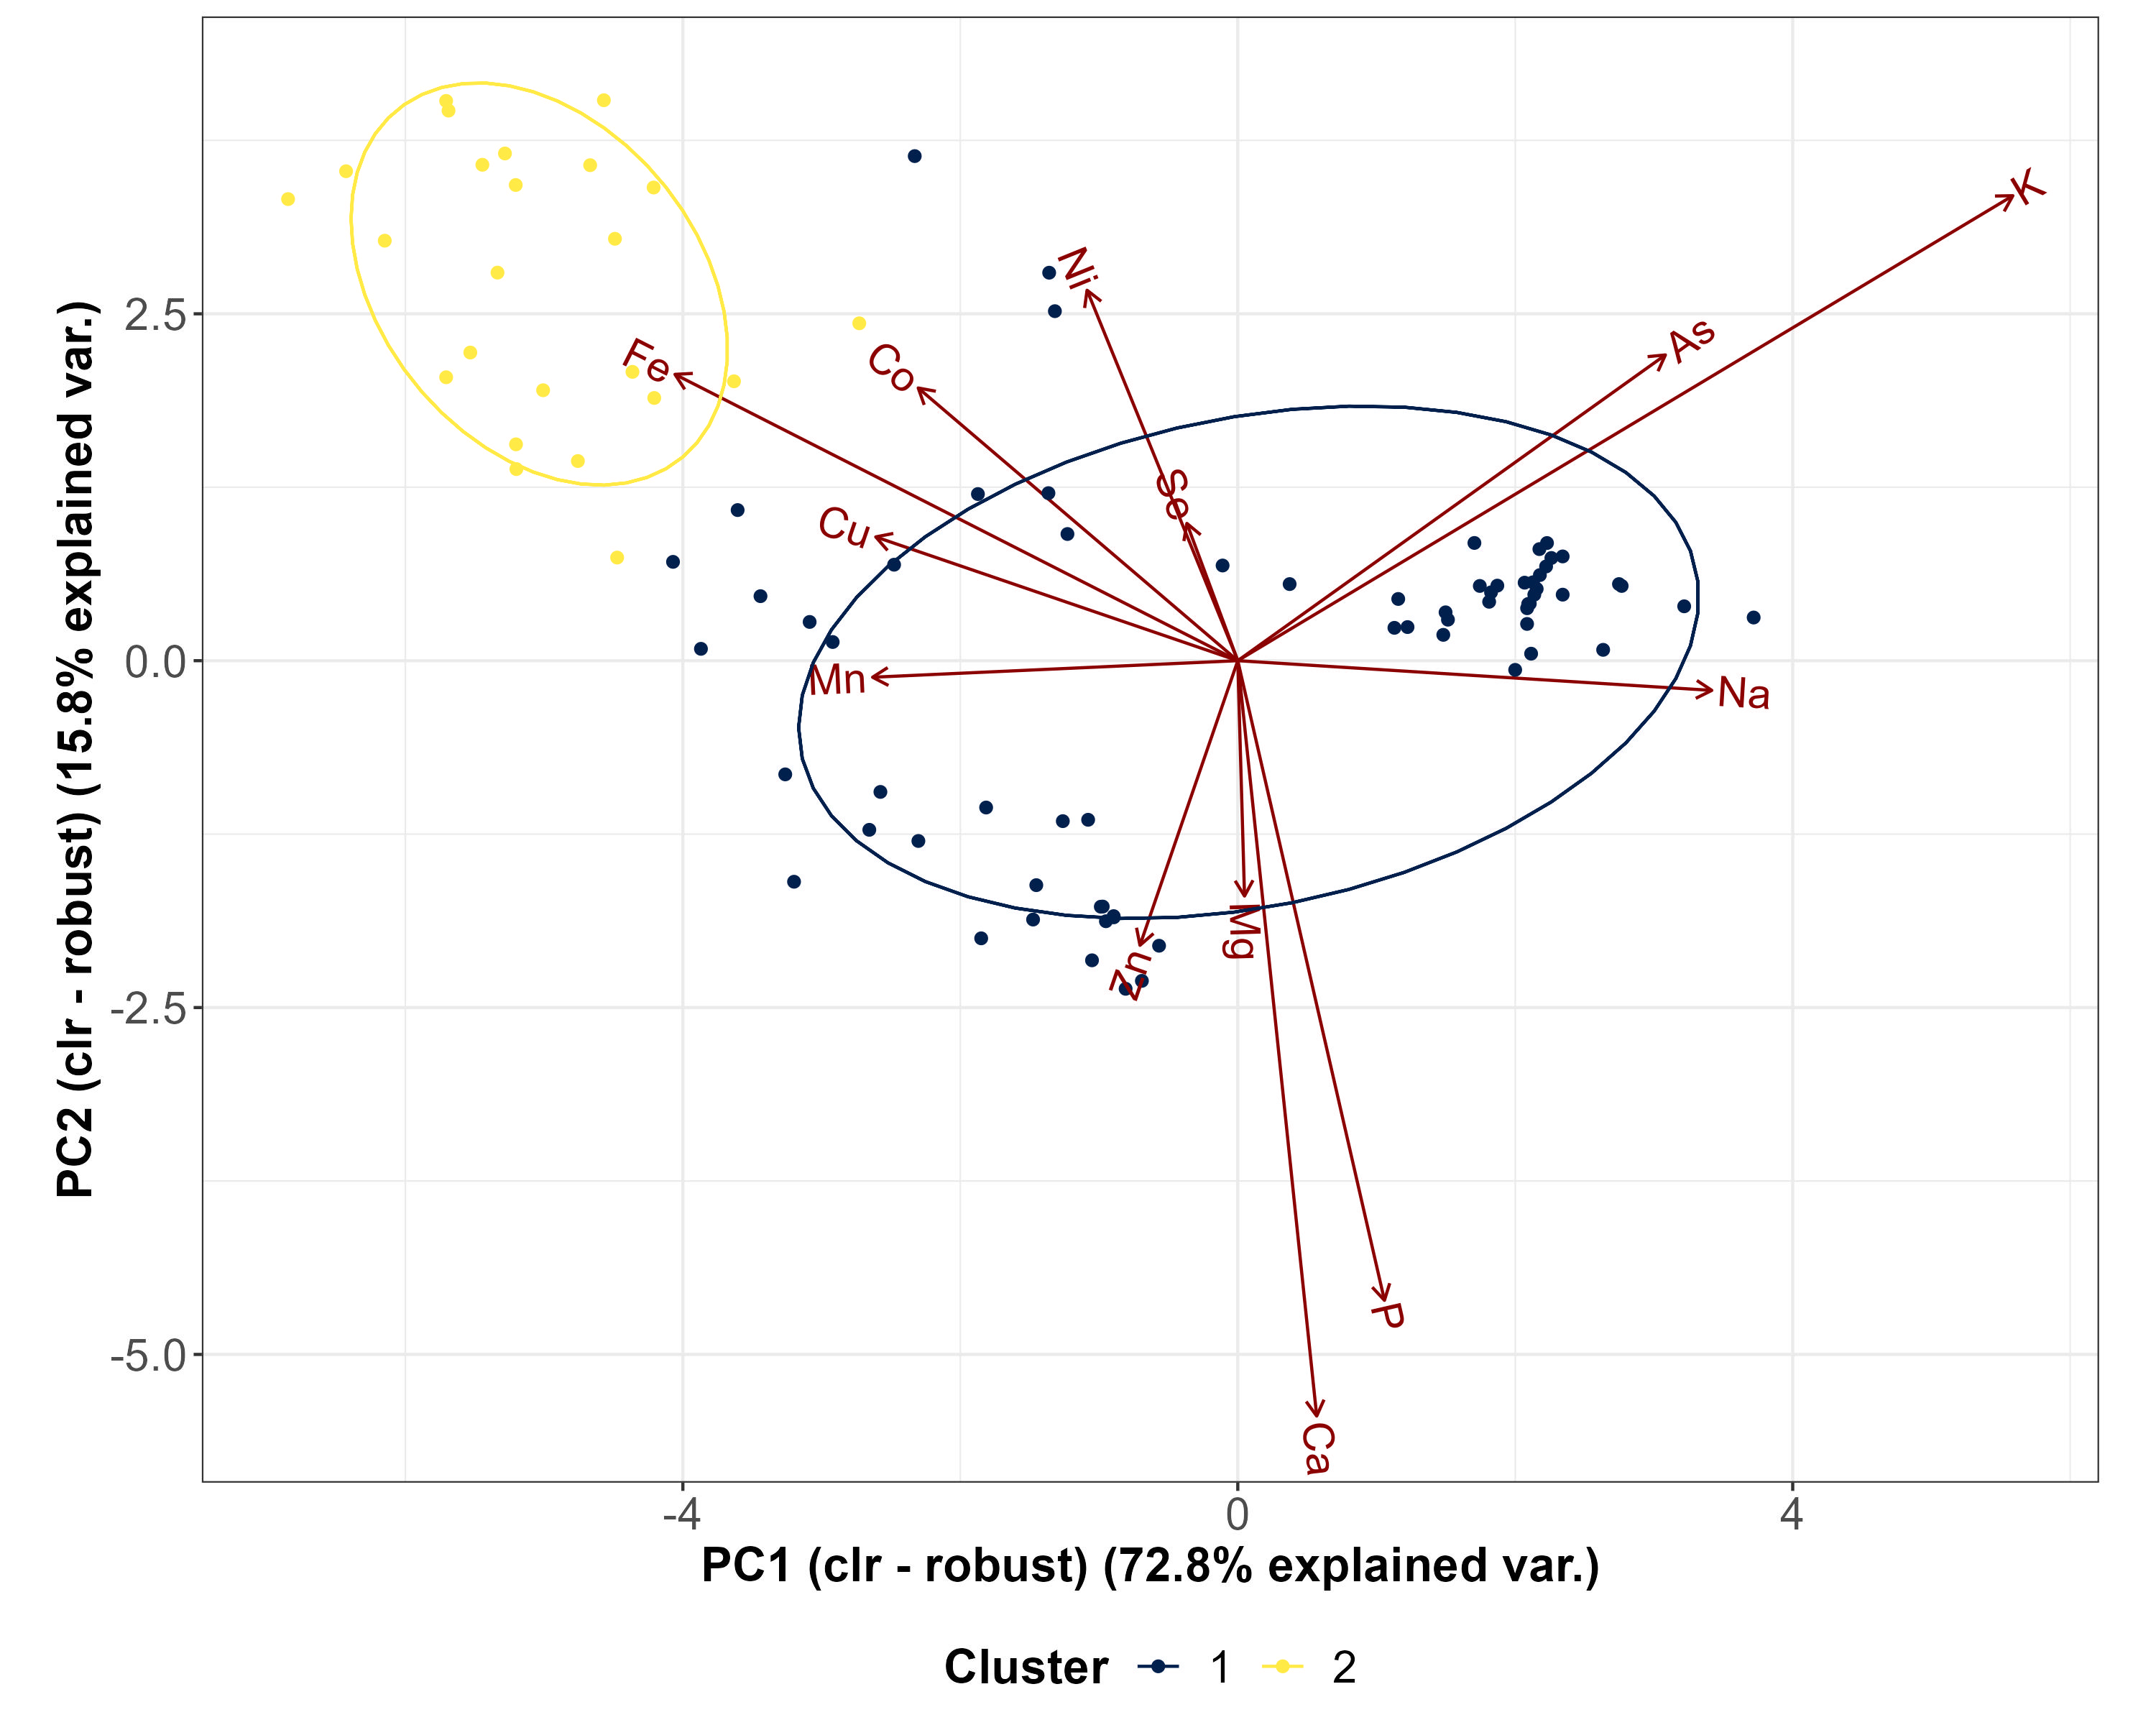 K
Ni
As
Fe
Co
Se
Cu
Mn
Na
Mg
Zn
P
Ca
2.5
0.0
-2.5
-5.0
PC2 (clr - robust) (15.8% explained var.)
-4
0
4
PC1 (clr - robust) (72.8% explained var.)
Cluster 1 2